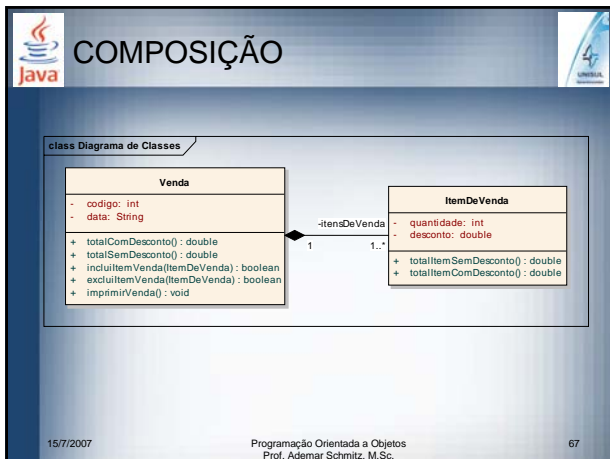 Java
COMPOSIÇÃO
UNISUL
class Diagrama de Classes
Venda
- codigo: int
- data: String
+ totalComDesconto() : double
+ totalSemDesconto() : double
+ incluiItemVenda(ItemDeVenda) : boolean
+ excluiItemVenda(ItemDeVenda) : boolean
+ imprimirVenda() : void
-itensDeVenda
1
1..*
ItemDeVenda
- quantidade: int
- desconto: double
+ totalItemSemDesconto() : double
+ totalItemComDesconto() : double
15/7/2007
Programação Orientada a Objetos
Prof. Ademar Schmitz, M.Sc.
67